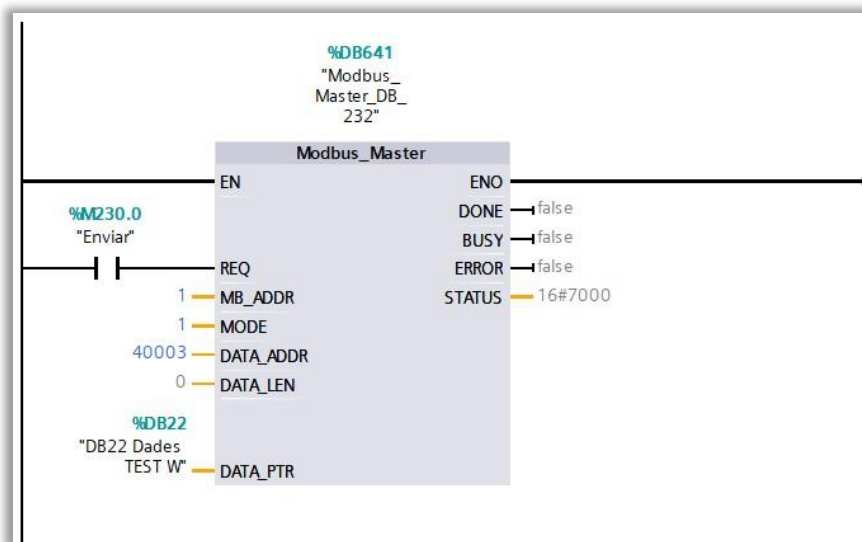 %DB641
"Modbus_
Master_DB_
232"
Modbus_Master
EN
ENO
DONE
false
%M230.0
"Enviar"
BUSY
false
REQ
ERROR
false
1
MB_ADDR
STATUS
16#7000
1
MODE
40003
DATA_ADDR
0
DATA_LEN
%DB22
"DB22 Dades
TEST W"
DATA_PTR